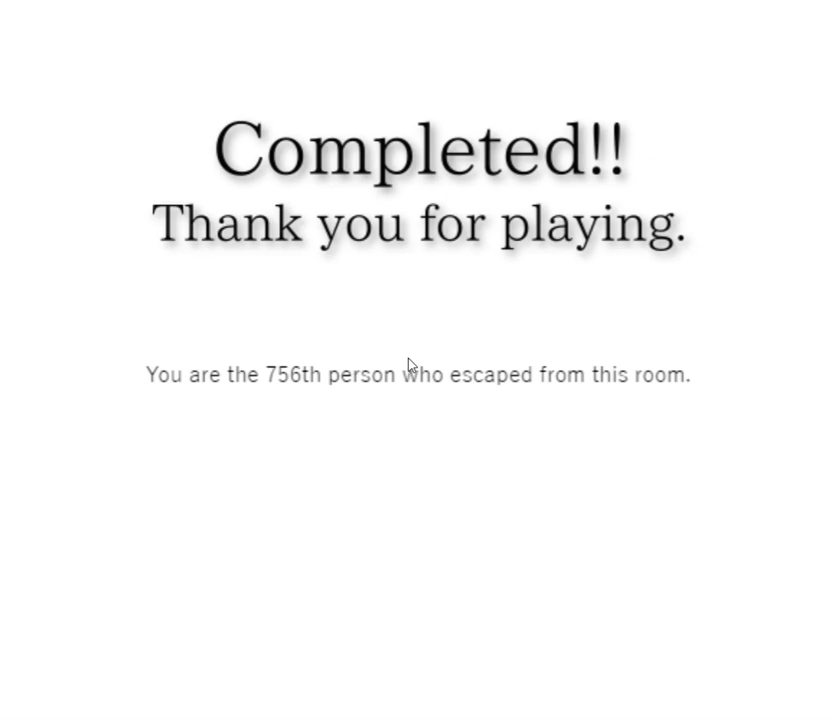 Completed!!
Thank you for playing.
You are the 756th person who escaped from this room.